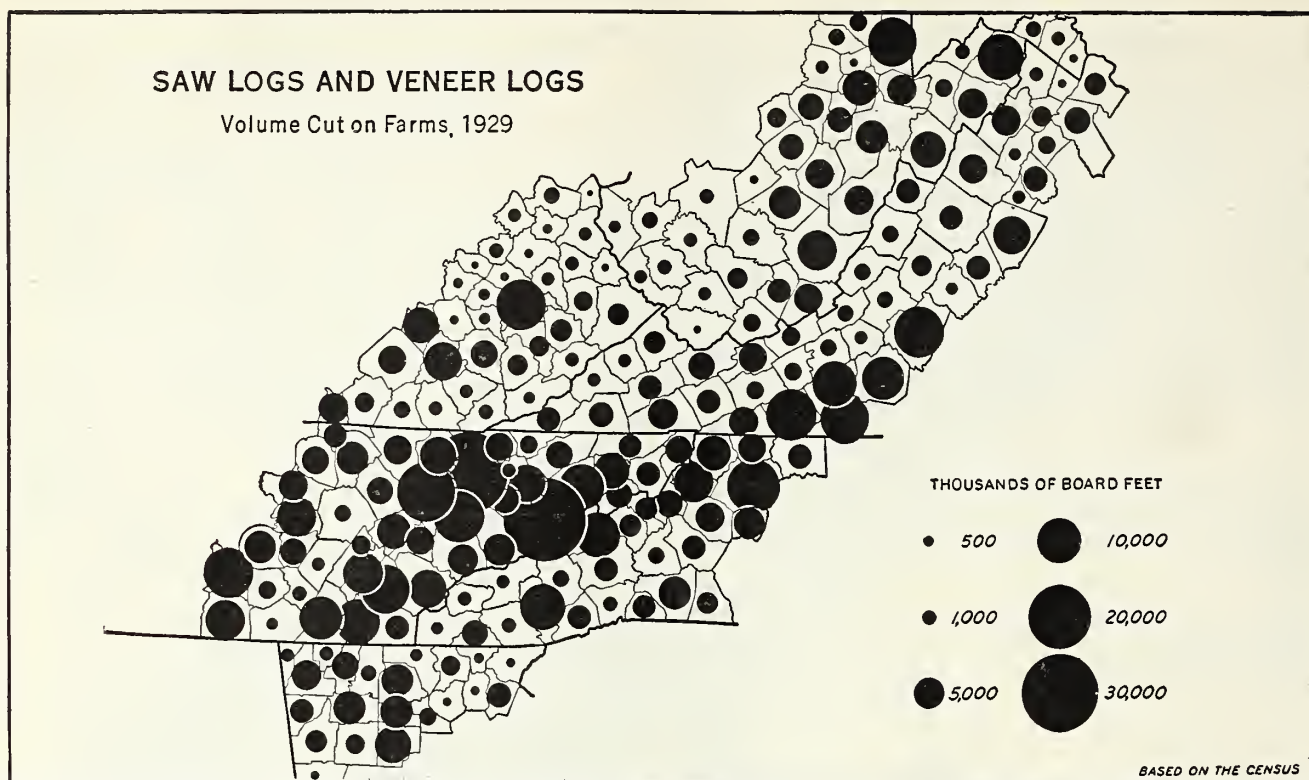 SAW LOGS AND VENEER LOGS
Volume Cut on Farms, 1929
THOUSANDS OF BOARD FEET
500 10,000
1,000 20,000
5,000 30,000
BASED ON THE CENSUS